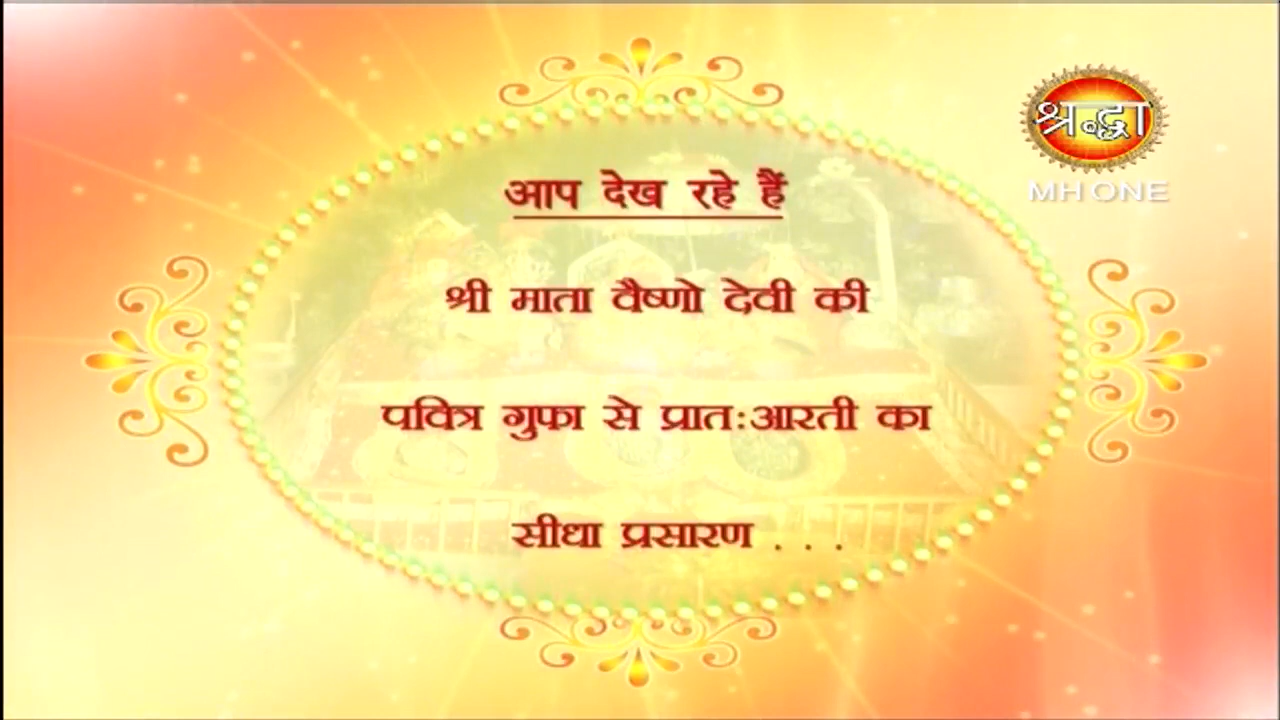 श्रद्धा
MH ONE
आप देख रहे हैं
श्री माता वैष्णो देवी की
पवित्र गुफा से प्रातःआरती का
सीधा प्रसारण . . .